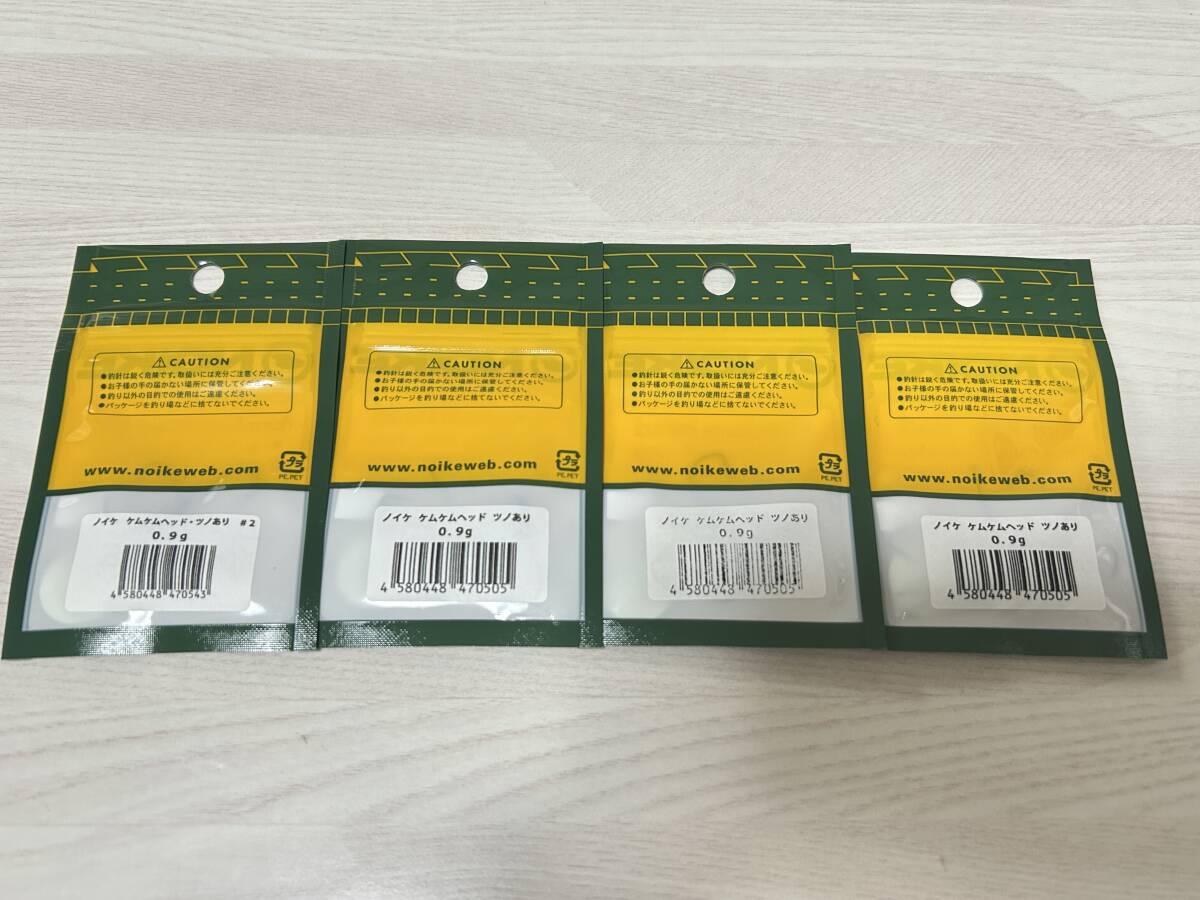 CAUTION
●釣針は鋭く危険です。取扱いには充分ご注意ください。
●お子様の手の届かない場所に保管してください。
●釣り以外の目的での使用はご遠慮ください。
●パッケージを釣り場などに捨てないでください。
www.noikeweb.com
プラ
PE.PET
ノイケ ケムケムヘッド・ツノあり #2
0.9g
4 580448 470543
CAUTION
●釣針は鋭く危険です。取扱いには充分ご注意ください。
●お子様の手の届かない場所に保管してください。
●釣り以外の目的での使用はご遠慮ください。
●パッケージを釣り場などに捨てないでください。
www.noikeweb.com
プラ
PE.PET
ノイケ ケムケムヘッド ツノあり
0.9g
4 580448 470505
CAUTION
●釣針は鋭く危険です。取扱いには充分ご注意ください。
●お子様の手の届かない場所に保管してください。
●釣り以外の目的での使用はご遠慮ください。
●パッケージを釣り場などに捨てないでください。
www.noikeweb.com
プラ
PE.PET
ノイケ ケムケムヘッド ツノあり
0.9g
4 580448 470505
CAUTION
●釣針は鋭く危険です。取扱いには充分ご注意ください。
●お子様の手の届かない場所に保管してください。
●釣り以外の目的での使用はご遠慮ください。
●パッケージを釣り場などに捨てないでください。
www.noikeweb.com
プラ
PE.PET
ノイケ ケムケムヘッド ツノあり
0.9g
4 580448 470505